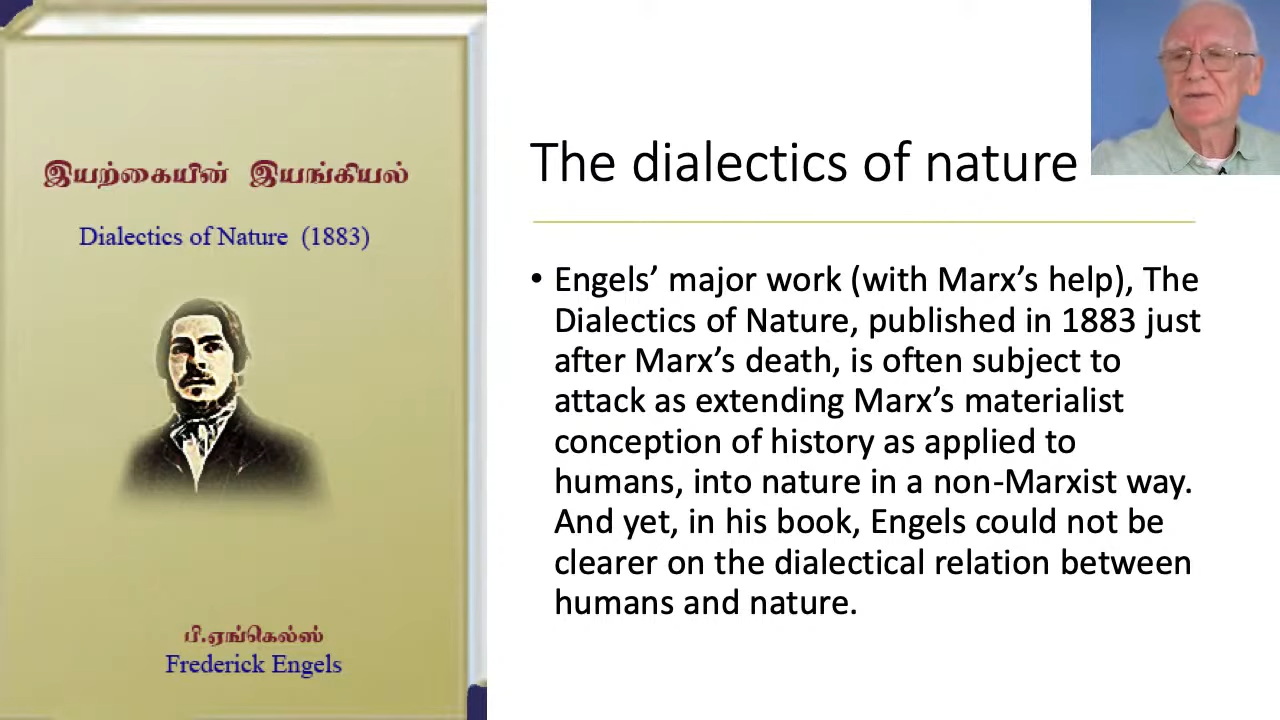 இயற்கையின் இயங்கியல்
Dialectics of Nature (1883)
பி.ஏங்கெல்ஸ்
Frederick Engels
The dialectics of nature
• Engels’ major work (with Marx’s help), The
Dialectics of Nature, published in 1883 just
after Marx’s death, is often subject to
attack as extending Marx’s materialist
conception of history as applied to
humans, into nature in a non-Marxist way.
And yet, in his book, Engels could not be
clearer on the dialectical relation between
humans and nature.